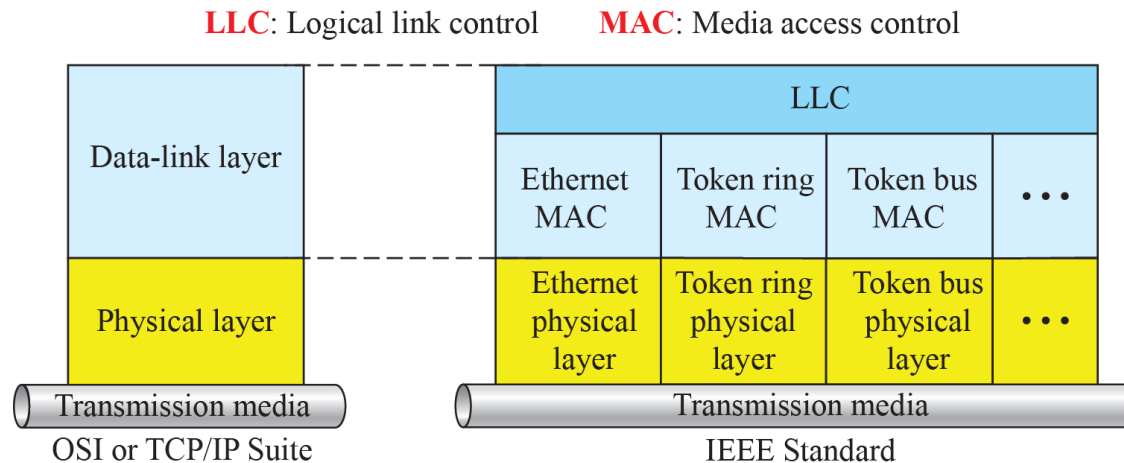 LLC: Logical link control MAC: Media access control
LLC
Data-link layer
Ethernet
MAC
Token ring
MAC
Token bus
MAC
...
Physical layer
Ethernet
physical
layer
Token ring
physical
layer
Token bus
physical
layer
...
Transmission media
Transmission media
OSI or TCP/IP Suite
IEEE Standard